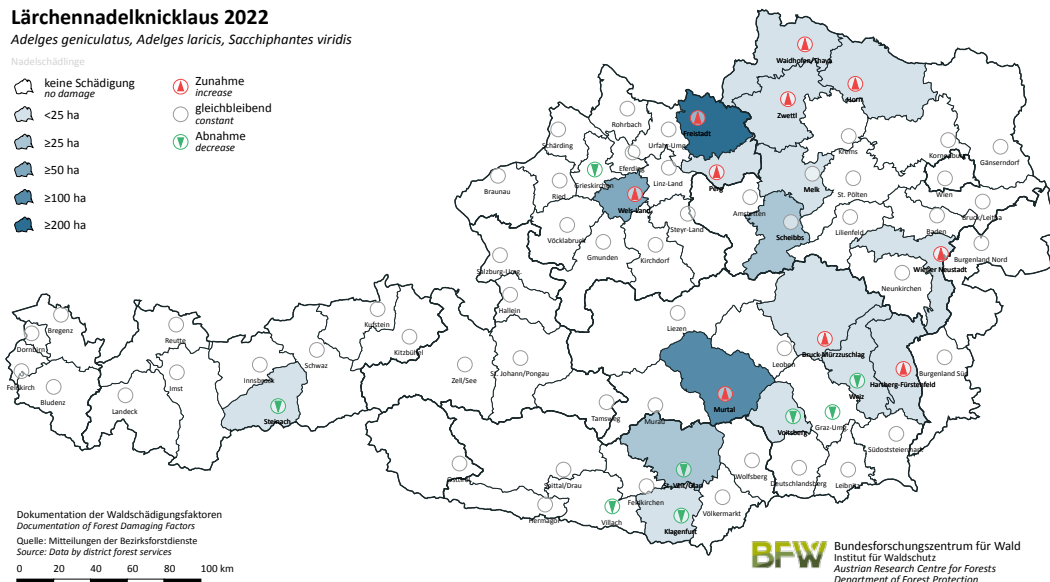 Lärchennadelknicklaus 2022
Adelges geniculatus, Adelges laricis, Sacchiphantes viridis
Nadelschädlinge
keine Schädigung
no damage
<25 ha
≥25 ha
≥50 ha
≥100 ha
≥200 ha
Zunahme
increase
gleichbleibend
constant
Abnahme
decrease
Waidhofen/Thaya
Horn
Zwettl
Rohrbach
Freistadt
Schärding
Urfahr-Umg.
Krems
Korneuburg
Gänserndorf
Eferding
Grieskirchen
Linz-Land
Perg
Braunau
Ried
Melk
St. Pölten
Wien
Wels-Land
Amstetten
Bruck/Leitha
Steyr-Land
Scheibbs
Lilienfeld
Baden
Vöcklabruck
Gmunden
Kirchdorf
Burgenland Nord
Salzburg-Umg.
Wiener Neustadt
Neunkirchen
Hallein
Kufstein
Liezen
Bregenz
Dornbirn
Reutte
Kitzbühel
Bruck-Mürzzuschlag
Schwaz
Leoben
St. Johann/Pongau
Zell/See
Feldkirch
Innsbruck
Imst
Hartberg-Fürstenfeld
Burgenland Süd
Bludenz
Landeck
Weiz
Murtal
Tamsweg
Murau
Steinach
Voitsberg
Graz-Umg.
Südoststeiermark
Osttirol
Spittal/Drau
St. Veit/Glan
Wolfsberg
Deutschlandsberg
Leibnitz
Feldkirchen
Hermagor
Villach
Klagenfurt
Völkermarkt
Dokumentation der Waldschädigungsfaktoren
Documentation of Forest Damaging Factors
Quelle: Mitteilungen der Bezirksforstdienste
Source: Data by district forest services
0 20 40 60 80 100 km
BFW
Bundesforschungszentrum für Wald
Institut für Waldschutz
Austrian Research Centre for Forests
Department of Forest Protection